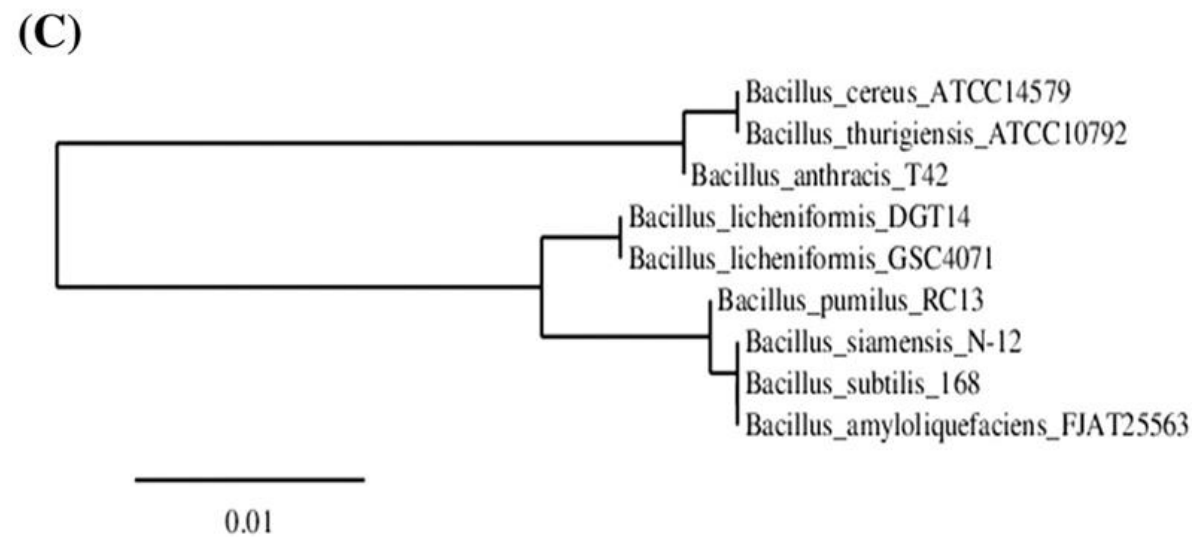 (C)
Bacillus_cereus_ATCC14579
Bacillus_thurigiensis_ATCC10792
Bacillus_anthracis_T42
Bacillus_licheniformis_DGT14
Bacillus_licheniformis_GSC4071
Bacillus_pumilus_RC13
Bacillus_siamensis_N-12
Bacillus_subtilis_168
Bacillus_amyloliquefaciens_FJAT25563
0.01